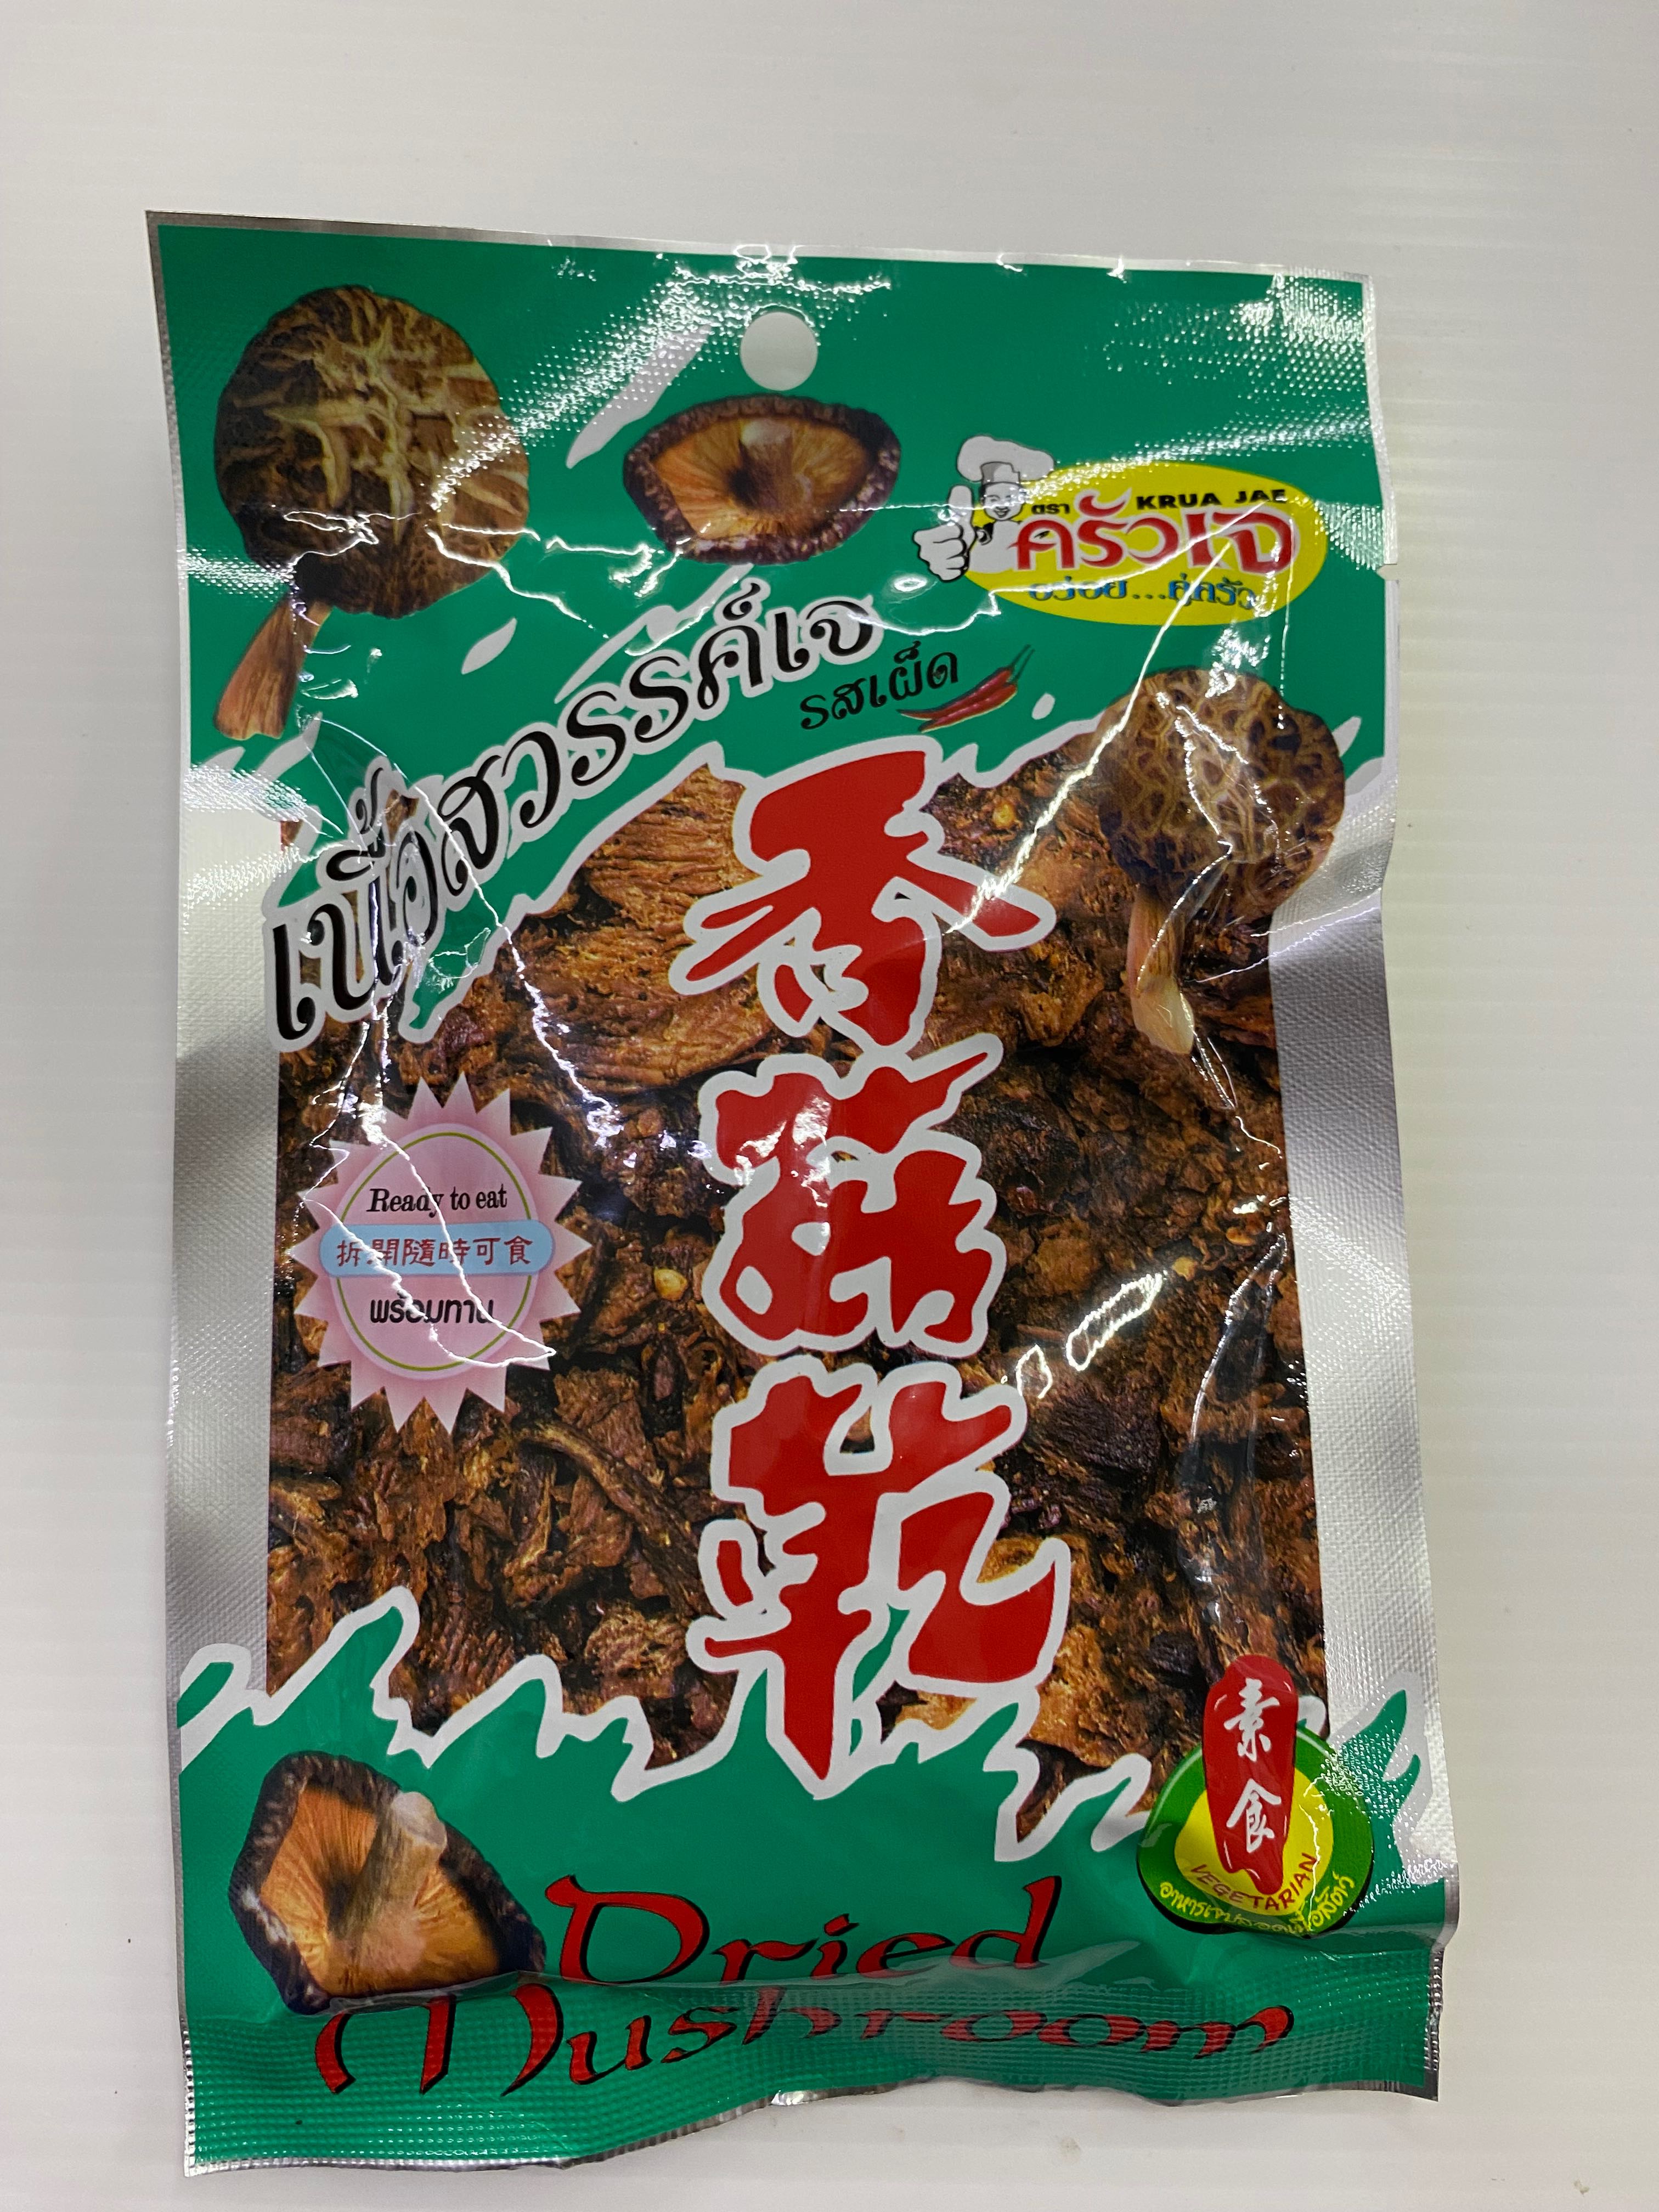 ตรา KRUA JAE
ครัวเจ
อร่อย...คู่ครัว
เนื้อสวรรค์เจ
รสเผ็ด
香菇乾
Ready to eat
拆開隨時可食
พร้อมทาน
素食
VEGETARIAN
Dried
Mushroom